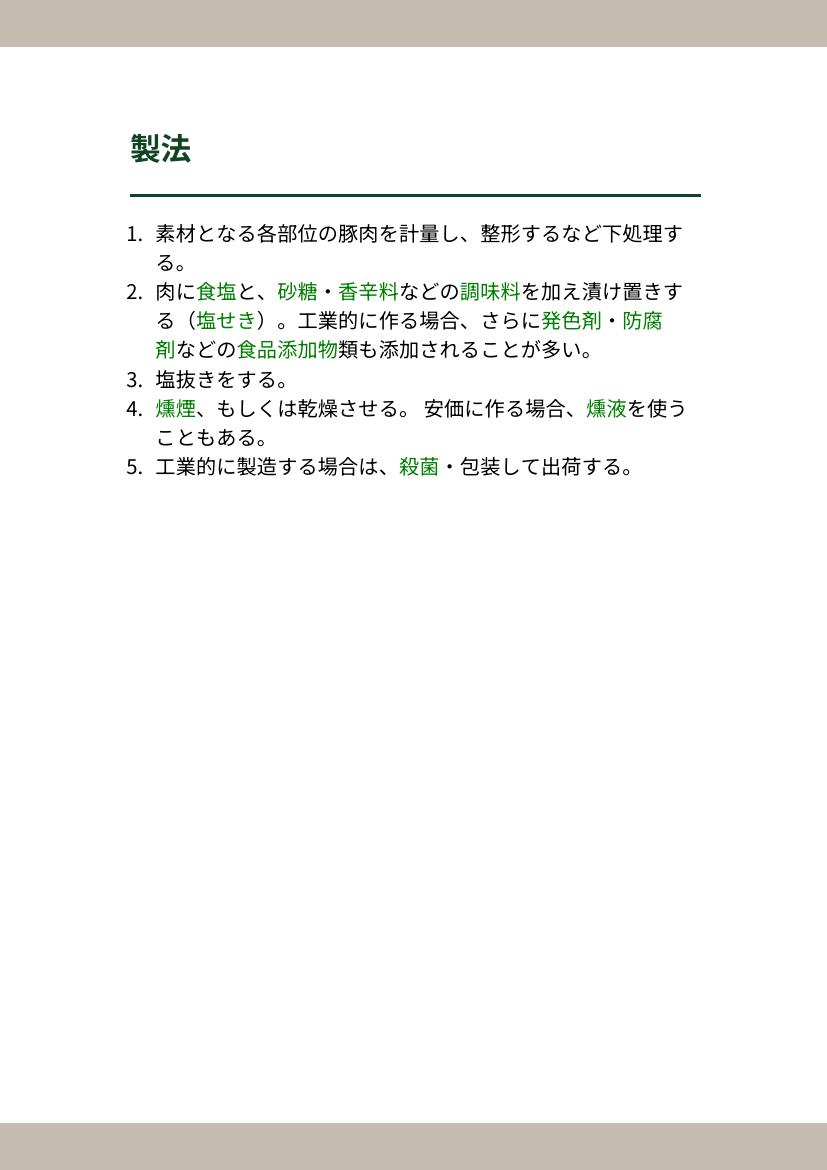 製法
1. 素材となる各部位の豚肉を計量し、整形するなど下処理す
る。
2. 肉に食塩と、砂糖・香辛料などの調味料を加え漬け置きす
る（塩せき）。工業的に作る場合、さらに発色剤・防腐
剤などの食品添加物類も添加されることが多い。
3. 塩抜きをする。
4. 燻煙、もしくは乾燥させる。 安価に作る場合、燻液を使う
こともある。
5. 工業的に製造する場合は、殺菌・包装して出荷する。